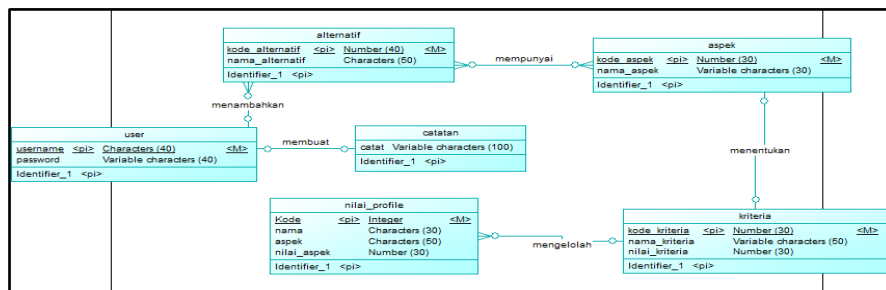 alternatif
kode_alternatif <pi> Number (40) <M>
nama_alternatif Characters (50)
Identifier_1 <pi>
mempunyai
aspek
kode_aspek <pi> Number (30) <M>
nama_aspek Variable characters (30)
Identifier_1 <pi>
menambahkan
user
username <pi> Characters (40) <M>
password Variable characters (40)
Identifier_1 <pi>
membuat
catatan
catat Variable characters (100)
Identifier_1 <pi>
menentukan
nilai_profile
Kode <pi> Integer <M>
nama Characters (30)
aspek Characters (50)
nilai_aspek Number (30)
Identifier_1 <pi>
mengelolah
kriteria
kode_kriteria <pi> Number (30) <M>
nama_kriteria Variable characters (50)
nilai_kriteria Number (30)
Identifier_1 <pi>